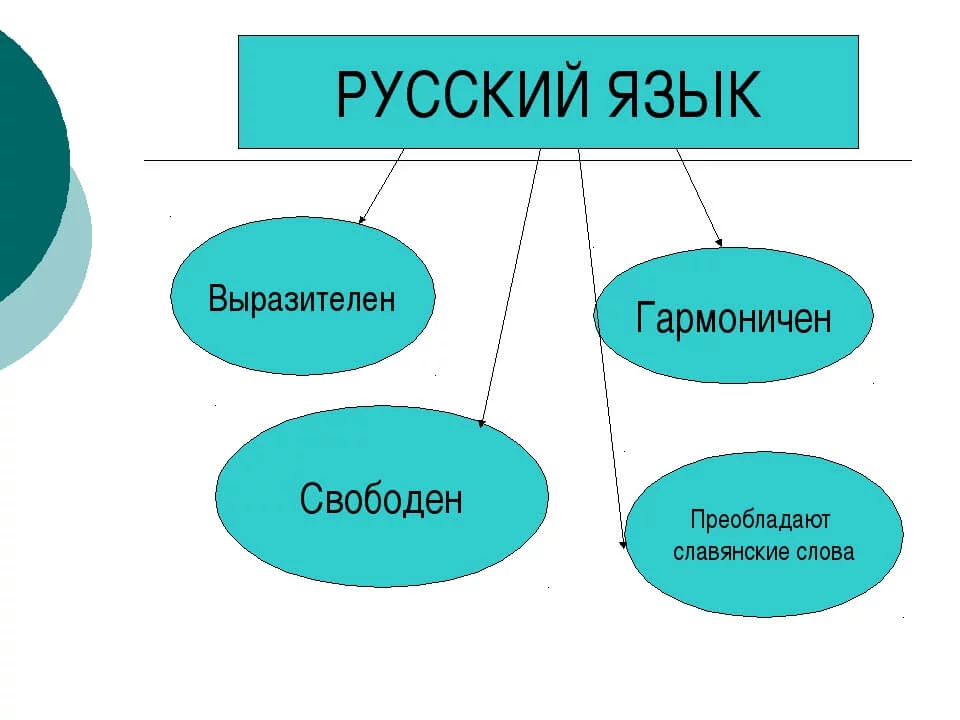 РУССКИЙ ЯЗЫК
Выразителен
Гармоничен
Свободен
Преобладают
славянские слова